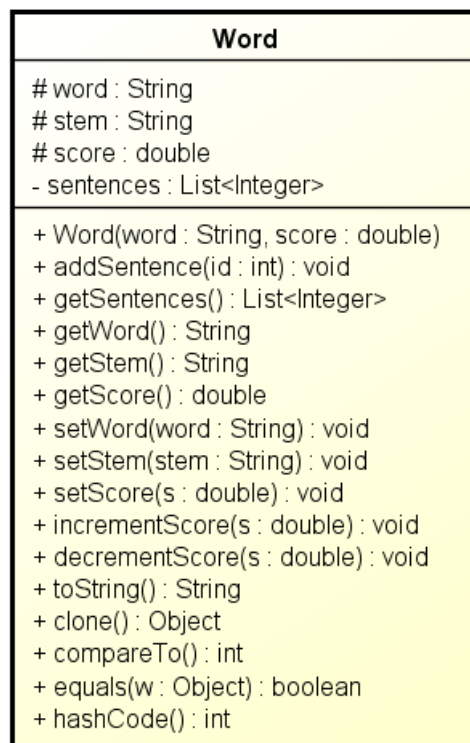 Word
# word : String
# stem : String
# score : double
- sentences : List<Integer>
+ Word(word : String, score : double)
+ addSentence(id : int) : void
+ getSentences() : List<Integer>
+ getWord() : String
+ getStem() : String
+ getScore() : double
+ setWord(word : String) : void
+ setStem(stem : String) : void
+ setScore(s : double) : void
+ incrementScore(s : double) : void
+ decrementScore(s : double) : void
+ toString() : String
+ clone() : Object
+ compareTo() : int
+ equals(w : Object) : boolean
+ hashCode() : int